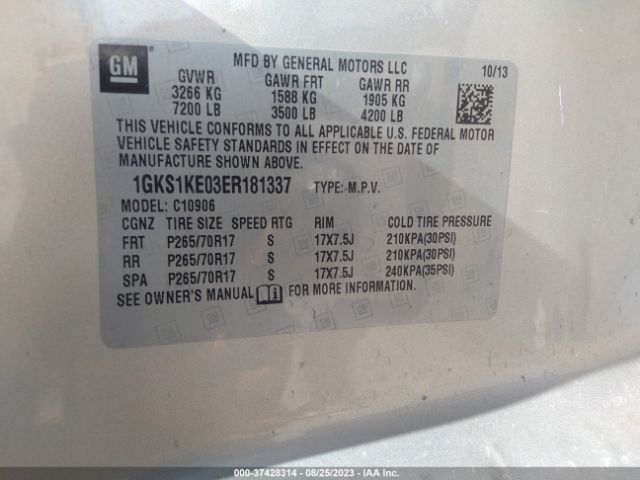 GM
MFD BY GENERAL MOTORS LLC 10/13
GVWR GAWR FRT GAWR RR
3266 KG 1588 KG 1905 KG
7200 LB 3500 LB 4200 LB
THIS VEHICLE CONFORMS TO ALL APPLICABLE U.S. FEDERAL MOTOR
VEHICLE SAFETY STANDARDS IN EFFECT ON THE DATE OF
MANUFACTURE SHOWN ABOVE.
1GKS1KE03ER181337 TYPE: M.P.V.
MODEL: C10906
CGNZ TIRE SIZE SPEED RTG RIM COLD TIRE PRESSURE
FRT P265/70R17 S 17X7.5J 210KPA(30PSI)
RR P265/70R17 S 17X7.5J 210KPA(30PSI)
SPA P265/70R17 S 17X7.5J 240KPA(35PSI)
SEE OWNER'S MANUAL FOR MORE INFORMATION.
000-37428314 - 08/25/2023 - IAA Inc.